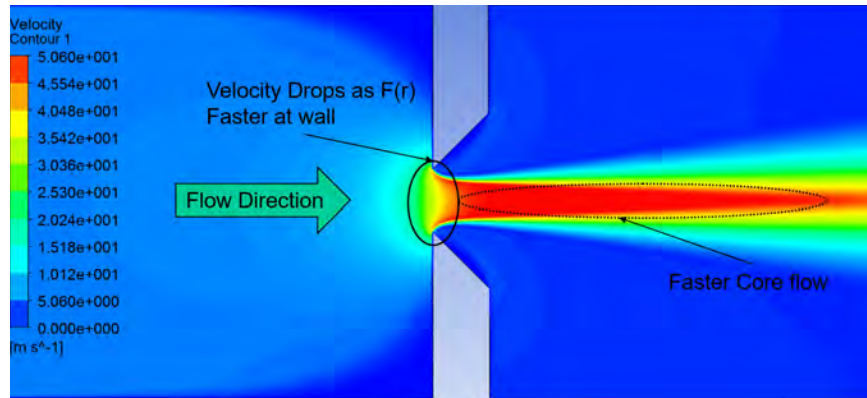 Velocity
Contour 1
5.060e+001
4.554e+001
4.048e+001
3.542e+001
3.036e+001
2.530e+001
2.024e+001
1.518e+001
1.012e+001
5.060e+000
0.000e+000
[m s^-1]
Velocity Drops as F(r)
Faster at wall
Flow Direction
Faster Core flow